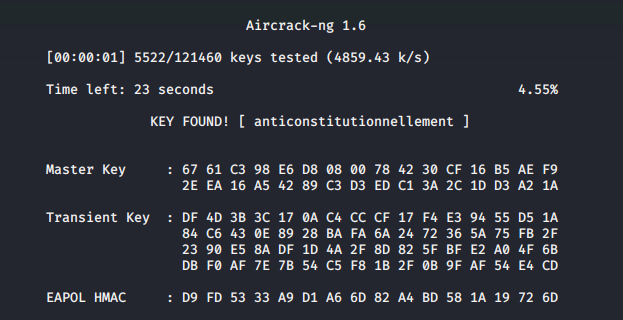 Aircrack-ng 1.6
[00:00:01] 5522/121460 keys tested (4859.43 k/s)
Time left: 23 seconds 4.55%
KEY FOUND! [ anticonstitutionnellement ]
Master Key : 67 61 C3 98 E6 D8 08 00 78 42 30 CF 16 B5 AE F9
2E EA 16 A5 42 89 C3 D3 ED C1 3A 2C 1D D3 A2 1A
Transient Key : DF 4D 3B 3C 17 0A C4 CC CF 17 F4 E3 94 55 D5 1A
84 C6 43 0E 89 28 BA FA 6A 24 72 36 5A 75 FB 2F
23 90 E5 8A DF 1D 4A 2F 8D 82 5F BF E2 A0 4F 6B
DB F0 AF 7E 7B 54 C5 F8 1B 2F 0B 9F AF 54 E4 CD
EAPOL HMAC : D9 FD 53 33 A9 D1 A6 6D 82 A4 BD 58 1A 19 72 6D